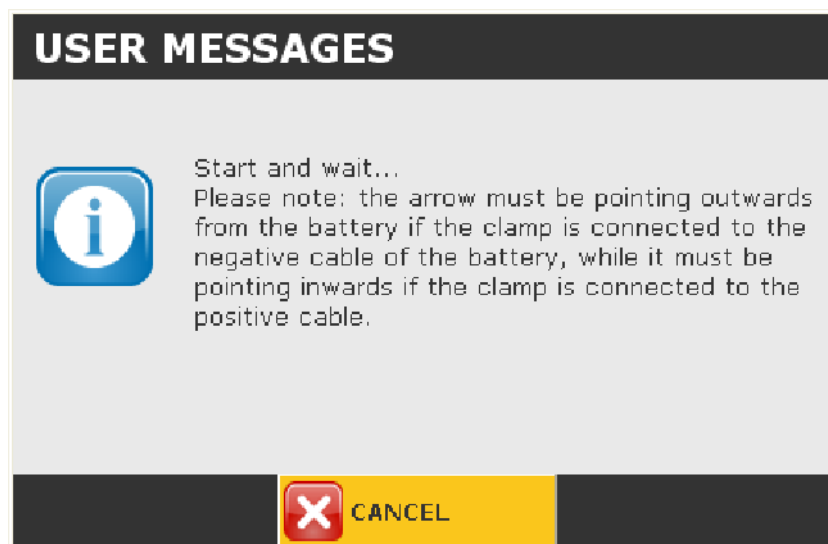 USER MESSAGES
Start and wait...
Please note: the arrow must be pointing outwards
from the battery if the clamp is connected to the
negative cable of the battery, while it must be
pointing inwards if the clamp is connected to the
positive cable.
CANCEL